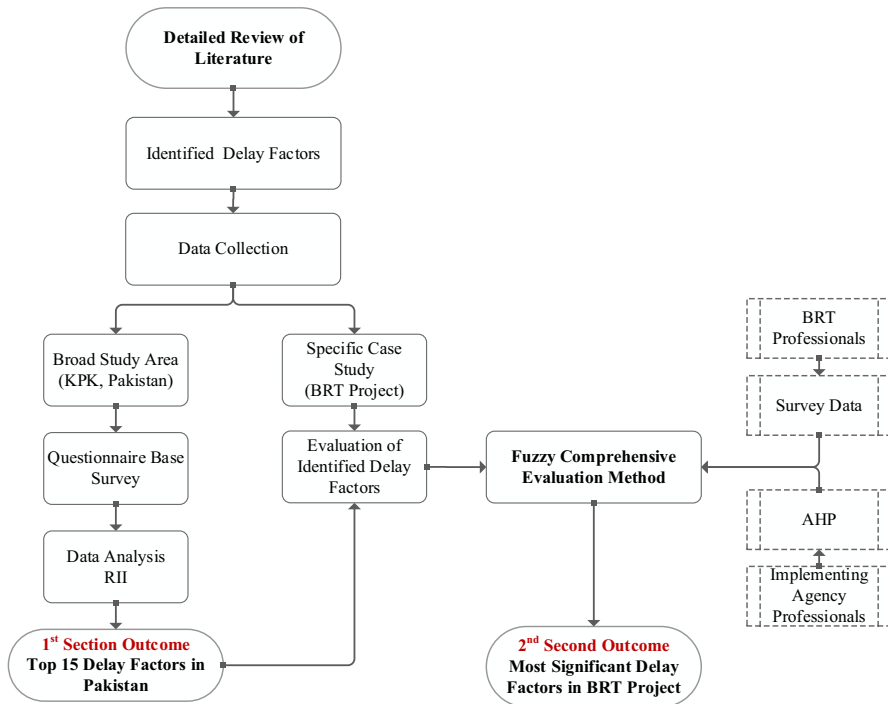 Detailed Review of
Literature
Identified Delay Factors
Data Collection
Broad Study Area
(KPK, Pakistan)
Specific Case
Study
(BRT Project)
BRT
Professionals
Questionnaire Base
Survey
Evaluation of
Identified Delay
Factors
Fuzzy Comprehensive
Evaluation Method
Survey Data
Data Analysis
RII
AHP
Implementing
Agency
Professionals
1st Section Outcome
Top 15 Delay Factors in
Pakistan
2nd Second Outcome
Most Significant Delay
Factors in BRT Project